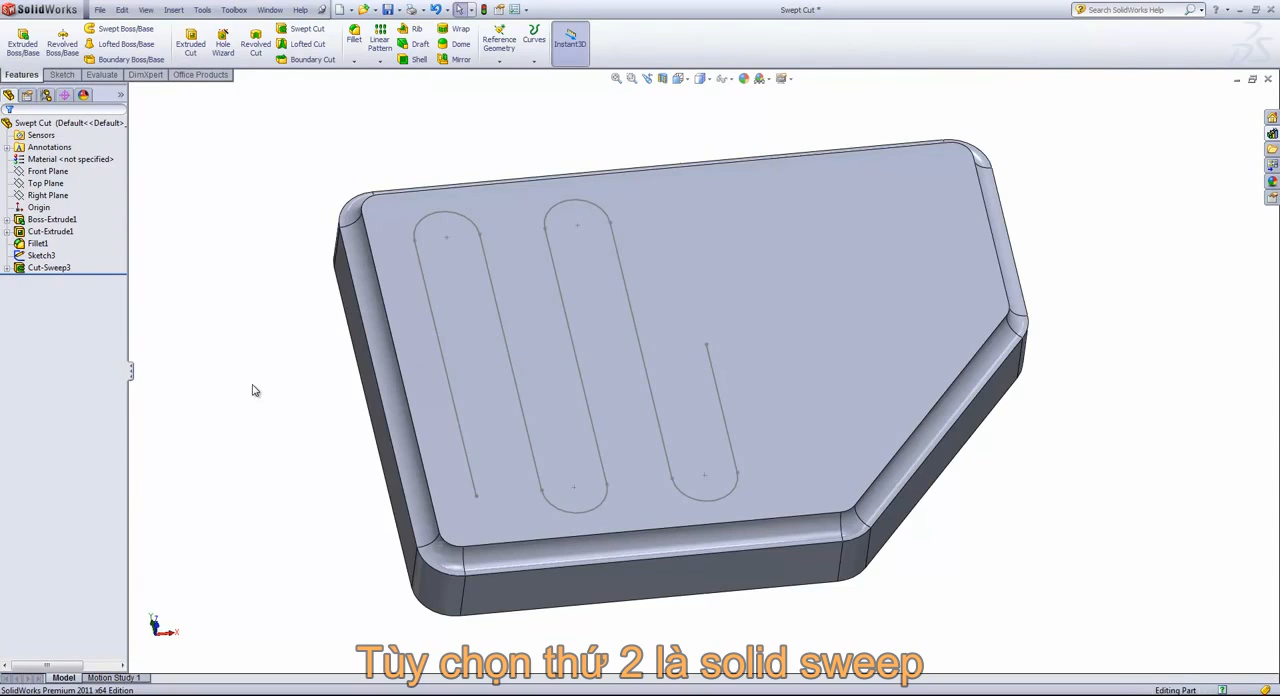 SolidWorks File Edit View Insert Tools Toolbox Window Help Swept Cut * Search SolidWorks Help
Extruded Boss/Base
Revolved Boss/Base
Swept Boss/Base
Lofted Boss/Base
Boundary Boss/Base
Extruded Cut
Hole Wizard
Revolved Cut
Swept Cut
Lofted Cut
Boundary Cut
Fillet
Linear Pattern
Rib
Draft
Shell
Wrap
Dome
Mirror
Reference Geometry
Curves
Instant3D
Features Sketch Evaluate DimXpert Office Products
Swept Cut (Default<<Default>_
Sensors
Annotations
Material <not specified>
Front Plane
Top Plane
Right Plane
Origin
Boss-Extrude1
Cut-Extrude1
Fillet1
Sketch3
Cut-Sweep3
Y Z X
Tùy chọn thứ 2 là solid sweep
Model Motion Study 1
SolidWorks Premium 2011 x64 Edition Editing Part